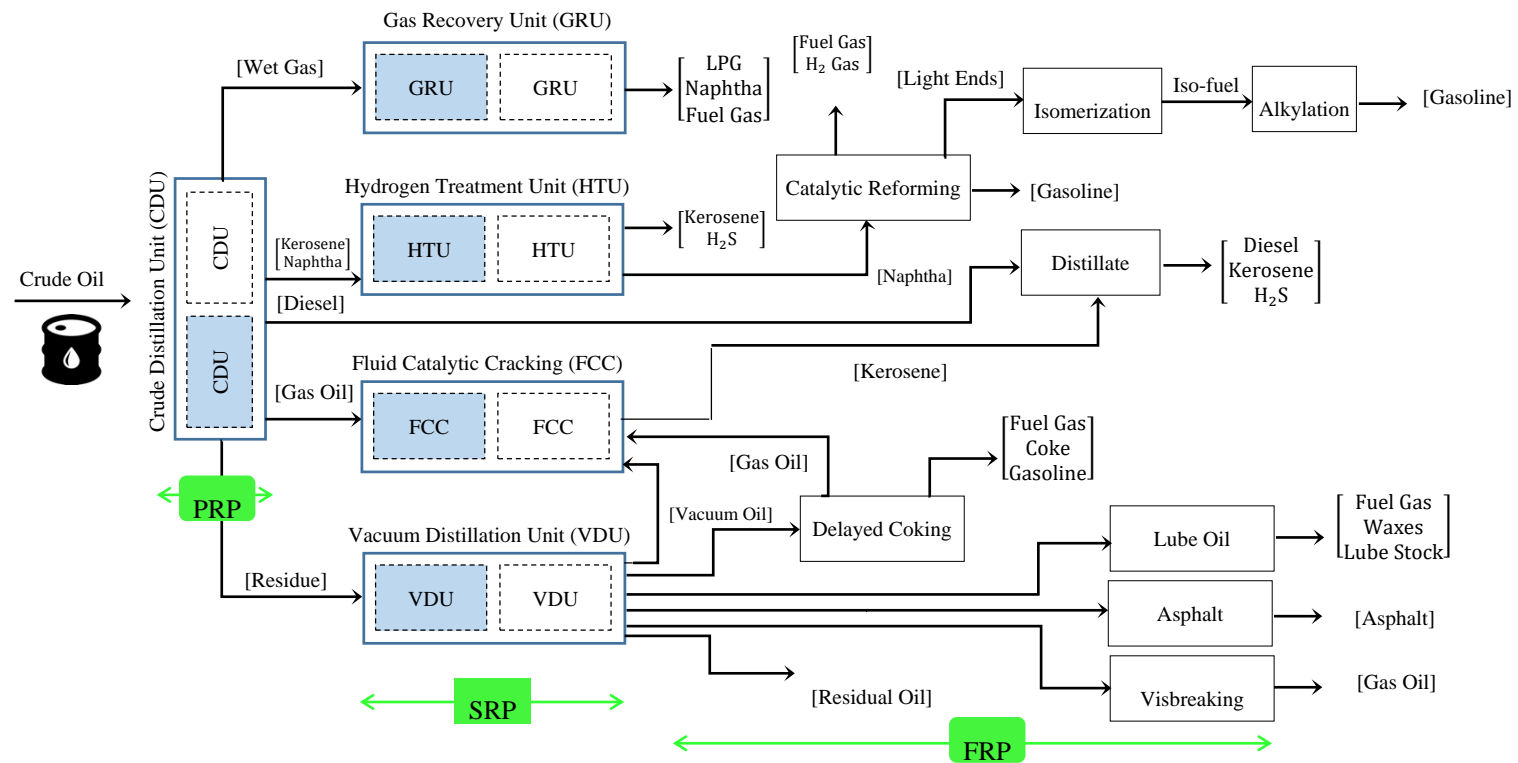 Gas Recovery Unit (GRU)
[Wet Gas]
GRU
GRU
[LPG
Naphtha
Fuel Gas]
[Fuel Gas
H₂ Gas]
[Light Ends]
Isomerization
Iso-fuel
Alkylation
[Gasoline]
Crude Distillation Unit (CDU)
CDU
CDU
Hydrogen Treatment Unit (HTU)
[Kerosene
Naphtha]
HTU
HTU
[Kerosene
H₂S]
Catalytic Reforming
[Gasoline]
[Naphtha]
Crude Oil
[Diesel]
Distillate
[Diesel
Kerosene
H₂S]
Fluid Catalytic Cracking (FCC)
[Gas Oil]
FCC
FCC
[Kerosene]
[Gas Oil]
[Fuel Gas
Coke
Gasoline]
PRP
[Vacuum Oil]
Delayed Coking
Vacuum Distillation Unit (VDU)
[Residue]
VDU
VDU
Lube Oil
[Fuel Gas
Waxes
Lube Stock]
Asphalt
[Asphalt]
Visbreaking
[Gas Oil]
[Residual Oil]
SRP
FRP